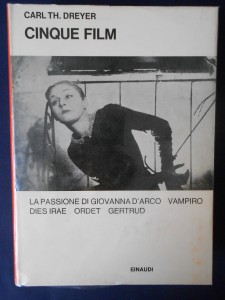 CARL TH. DREYER
CINQUE FILM
LA PASSIONE DI GIOVANNA D'ARCO VAMPIRO
DIES IRAE ORDET GERTRUD
EINAUDI